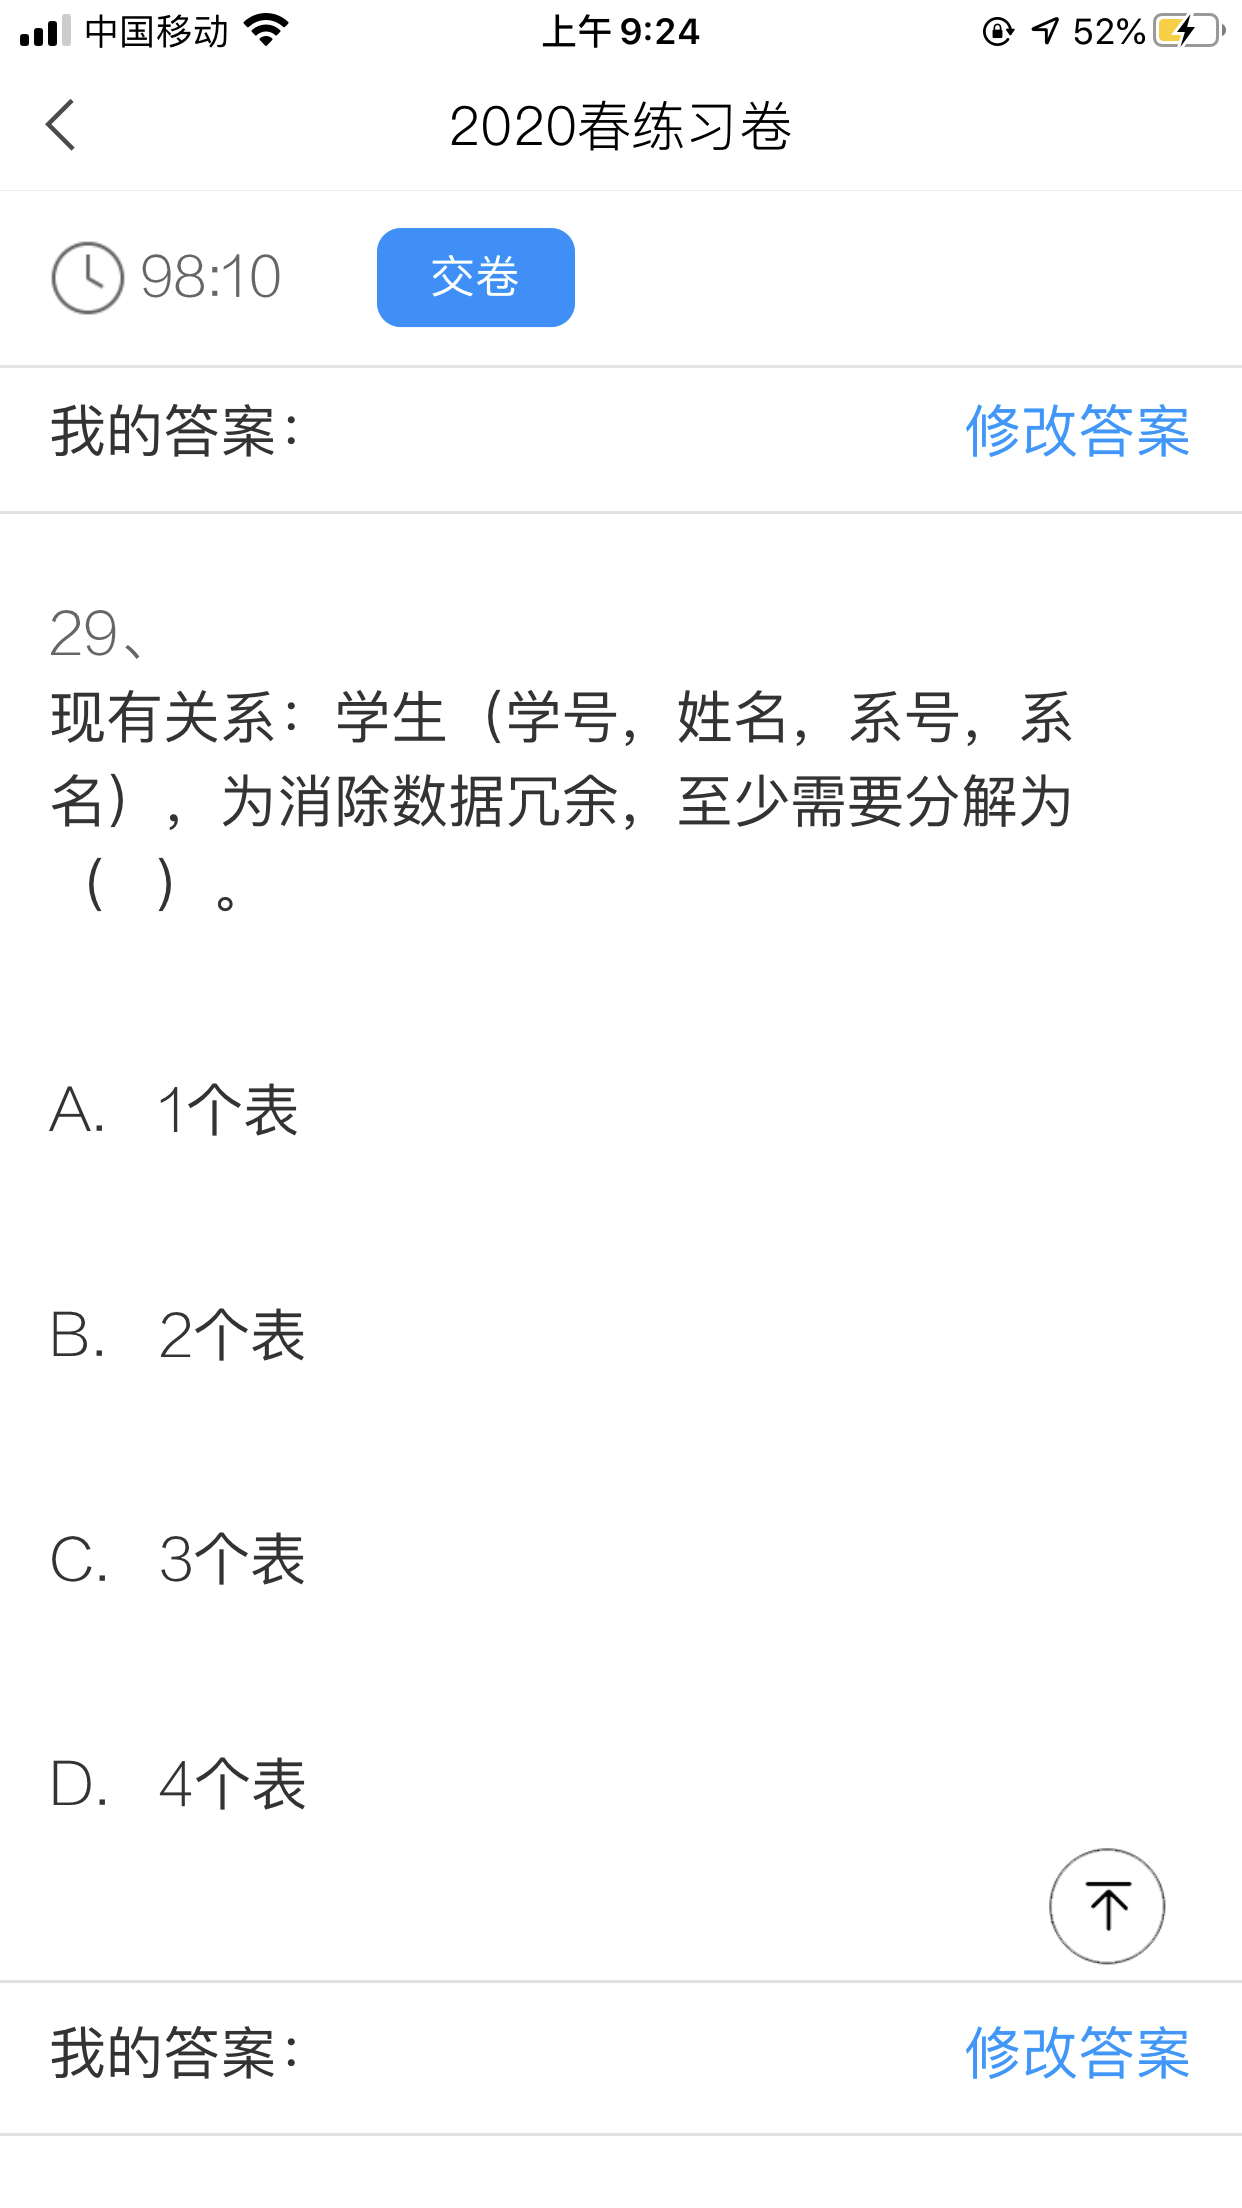 中国移动 上午 9:24 52%
2020春练习卷
98:10 交卷
我的答案： 修改答案
29、
现有关系：学生（学号，姓名，系号，系
名），为消除数据冗余，至少需要分解为
（ ）。
A. 1个表
B. 2个表
C. 3个表
D. 4个表
我的答案： 修改答案